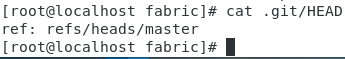 [root@localhost fabric]# cat .git/HEAD
ref: refs/heads/master
[root@localhost fabric]#